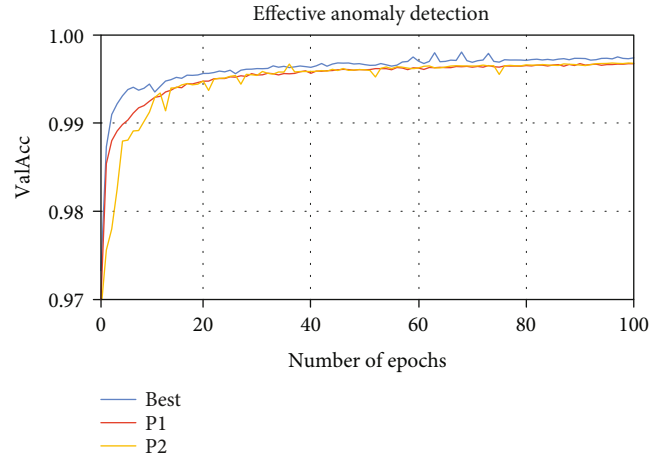 Effective anomaly detection
1.00
0.99
0.98
0.97
ValAcc
0 20 40 60 80 100
Number of epochs
Best
P1
P2